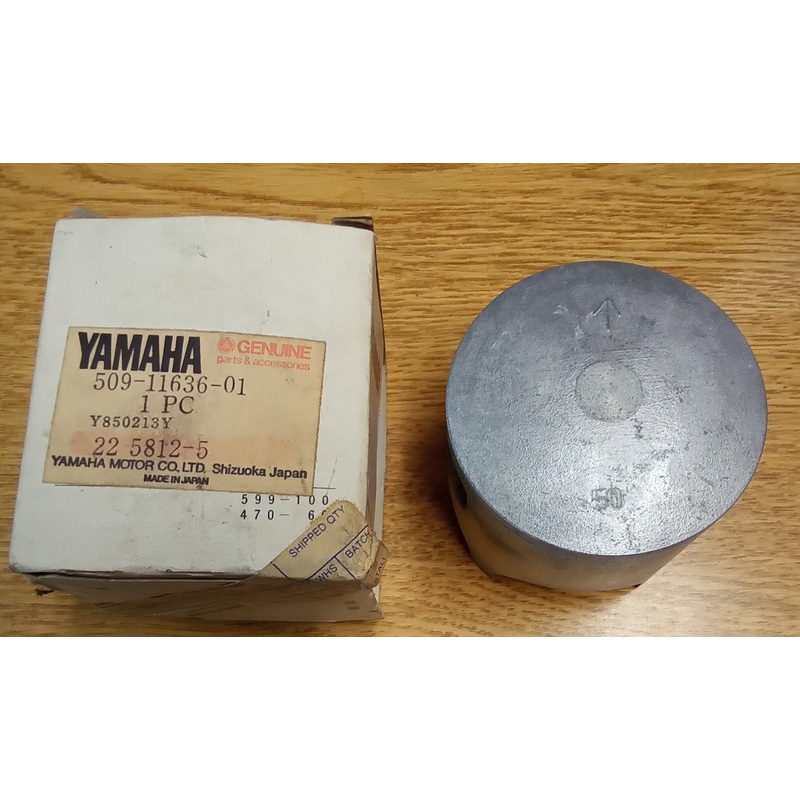 YAMAHA
GENUINE
parts & accessories
509-11636-01
1 PC
Y850213Y
22 5812-5
YAMAHA MOTOR CO., LTD. Shizuoka Japan
MADE IN JAPAN
599-100
470-
SHIPPED QTY
WHS
BATCH
50